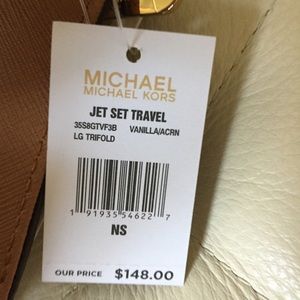 MICHAEL
MICHAEL KORS
JET SET TRAVEL
35S8GTVF3B VANILLA/ACRN
LG TRIFOLD
1 91935 54622 7
NS
OUR PRICE $148.00